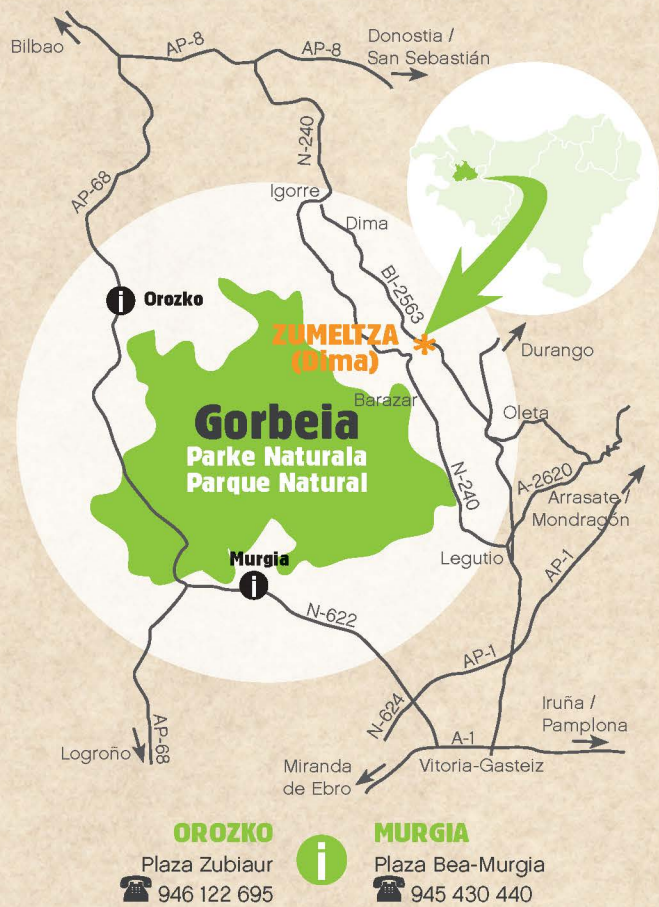 Bilbao
AP-8
AP-8
Donostia /
San Sebastián
N-240
AP-68
Igorre
Dima
BI-2563
i
Orozko
ZUMELTZA
(Dima)
Durango
Barazar
Oleta
Gorbeia
Parke Naturala
Parque Natural
N-240
A-2620
Arrasate /
Mondragón
Legutio
Murgia
i
AP-1
N-622
AP-1
N-624
Iruña /
Pamplona
AP-68
A-1
Logroño
Miranda
de Ebro
Vitoria-Gasteiz
OROZKO
Plaza Zubiaur
946 122 695
i
MURGIA
Plaza Bea-Murgia
945 430 440